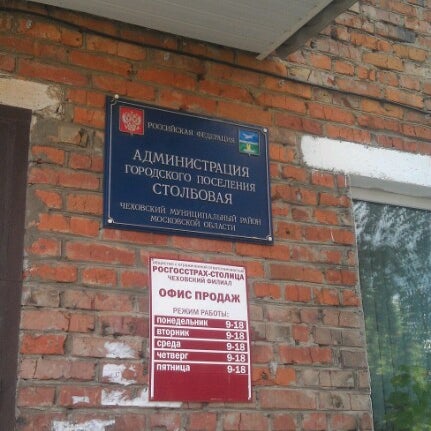 РОССИЙСКАЯ ФЕДЕРАЦИЯ
АДМИНИСТРАЦИЯ
ГОРОДСКОГО ПОСЕЛЕНИЯ
СТОЛБОВАЯ
ЧЕХОВСКИЙ МУНИЦИПАЛЬНЫЙ РАЙОН
МОСКОВСКОЙ ОБЛАСТИ
РОСГОССТРАХ-СТОЛИЦА
ЧЕХОВСКИЙ ФИЛИАЛ
ОФИС ПРОДАЖ
РЕЖИМ РАБОТЫ:
понедельник 9-18
вторник 9-18
среда 9-18
четверг 9-18
пятница 9-18